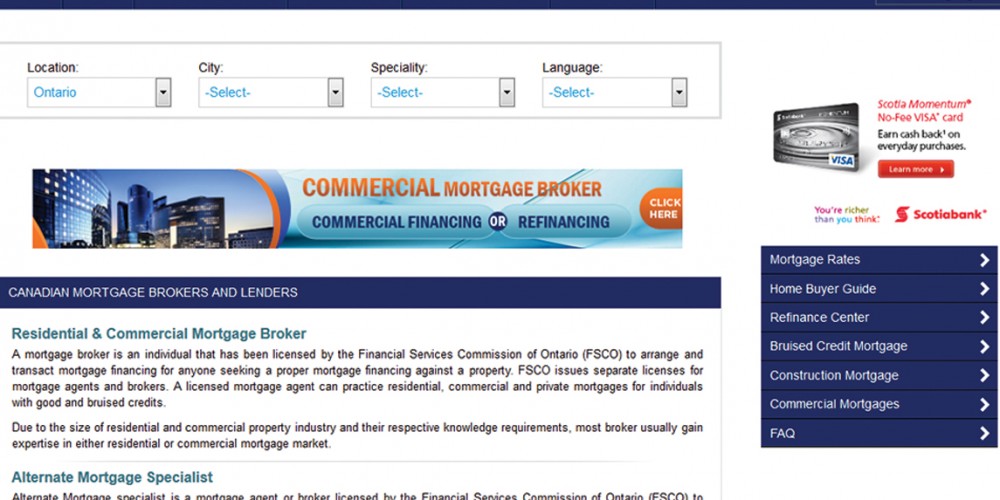 Location:
City:
Speciality:
Language:
Ontario
-Select-
-Select-
-Select-
Scotia Momentum®
No-Fee VISA* card
Earn cash back¹ on
everyday purchases.
VISA
Learn more
COMMERCIAL MORTGAGE BROKER
COMMERCIAL FINANCING OR REFINANCING
CLICK
HERE
You're richer
than you think.
Scotiabank
CANADIAN MORTGAGE BROKERS AND LENDERS
Residential & Commercial Mortgage Broker
A mortgage broker is an individual that has been licensed by the Financial Services Commission of Ontario (FSCO) to arrange and
transact mortgage financing for anyone seeking a proper mortgage financing against a property. FSCO issues separate licenses for
mortgage agents and brokers. A licensed mortgage agent can practice residential, commercial and private mortgages for individuals
with good and bruised credits.
Due to the size of residential and commercial property industry and their respective knowledge requirements, most broker usually gain
expertise in either residential or commercial mortgage market.
Alternate Mortgage Specialist
Alternate Mortgage specialist is a mortgage agent or broker licensed by the Financial Services Commission of Ontario (FSCO) to
Mortgage Rates
Home Buyer Guide
Refinance Center
Bruised Credit Mortgage
Construction Mortgage
Commercial Mortgages
FAQ